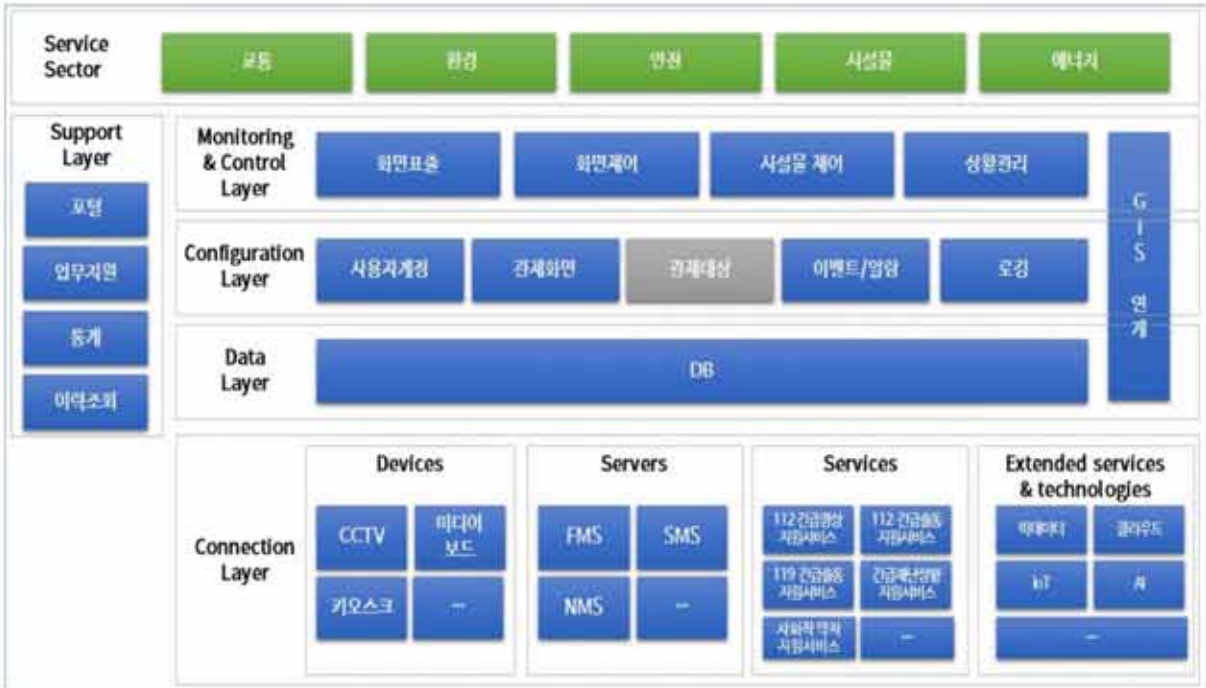 Service
Sector
교통
환경
안전
시설물
에너지
Support
Layer
포털
업무지원
통계
이력조회
Monitoring
& Control
Layer
화면표출
화면제어
시설물 제어
상황관리
Configuration
Layer
사용자계정
관제화면
관제대상
이벤트/알람
로깅
Data
Layer
DB
G
I
S
연
계
Connection
Layer
Devices
CCTV
미디어
보드
키오스크
...
Servers
FMS
SMS
NMS
...
Services
112 긴급영상
지원서비스
112 긴급출동
지원서비스
119 긴급출동
지원서비스
긴급재난상황
지원서비스
사회적 약자
지원서비스
...
Extended services
& technologies
빅데이터
클라우드
IoT
AI
...